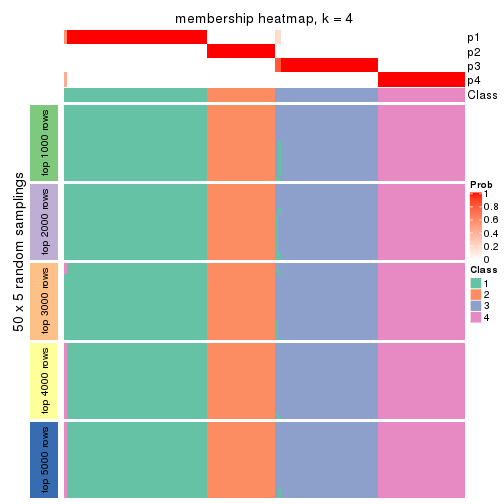 membership heatmap, k = 4
p1
p2
p3
p4
Class
50 x 5 random samplings
top 1000 rows
top 2000 rows
top 3000 rows
top 4000 rows
top 5000 rows
Prob
1
0.8
0.6
0.4
0.2
0
Class
1
2
3
4